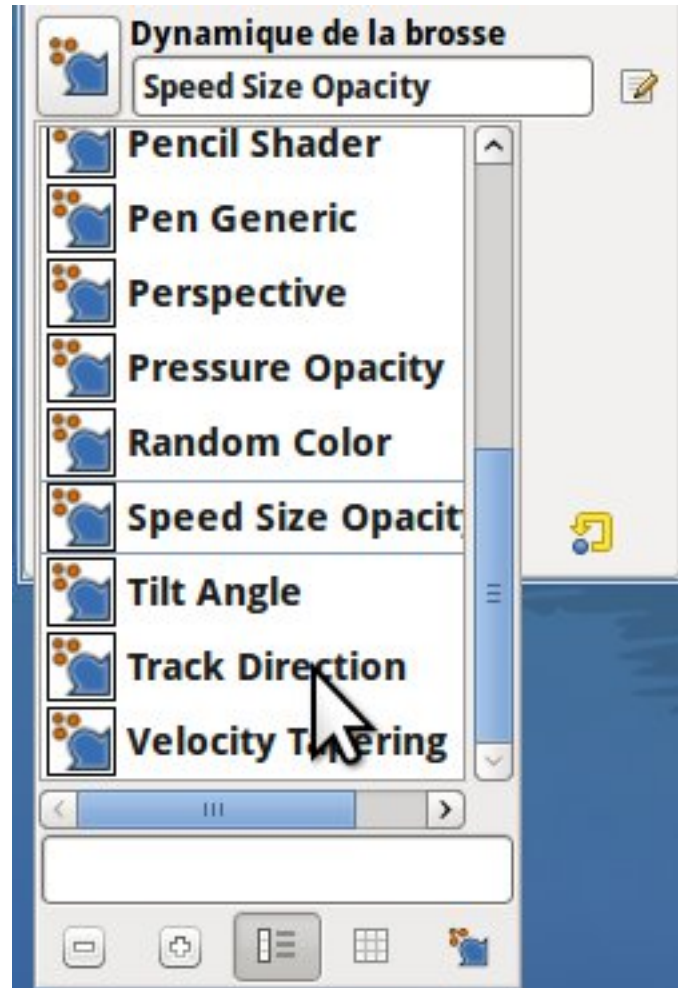 Dynamique de la brosse
Speed Size Opacity
Pencil Shader
Pen Generic
Perspective
Pressure Opacity
Random Color
Speed Size Opacit
Tilt Angle
Track Direction
Velocity Tapering